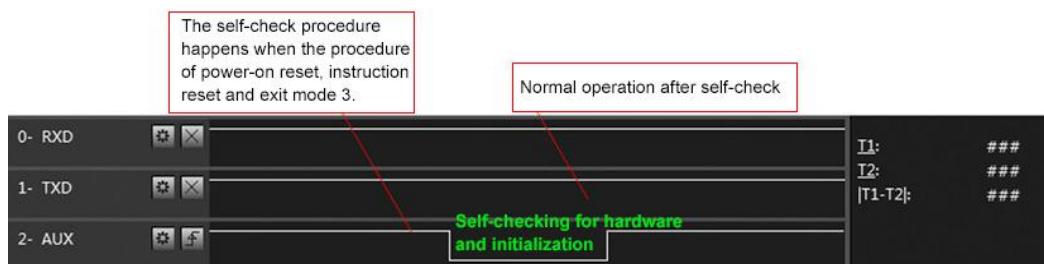 The self-check procedure
happens when the procedure
of power-on reset, instruction
reset and exit mode 3.
Normal operation after self-check
0- RXD
1- TXD
2- AUX
Self-checking for hardware
and initialization
T1: ###
T2: ###
|T1-T2|: ###